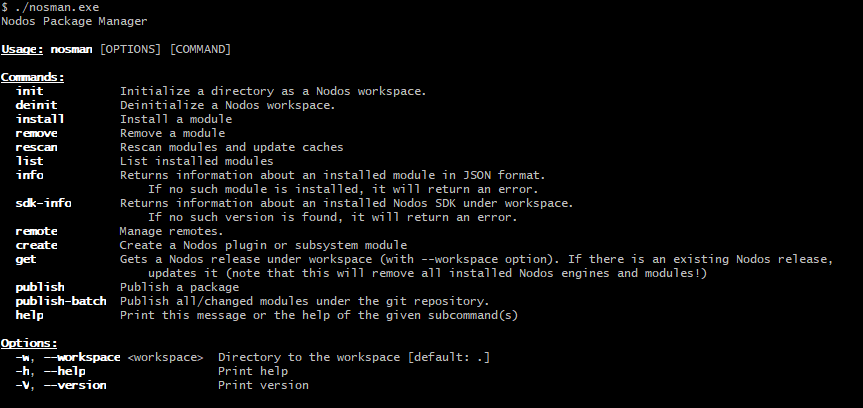 $ ./nosman.exe
Nodos Package Manager
Usage: nosman [OPTIONS] [COMMAND]
Commands:
init Initialize a directory as a Nodos workspace.
deinit Deinitialize a Nodos workspace.
install Install a module
remove Remove a module
rescan Rescan modules and update caches
list List installed modules
info Returns information about an installed module in JSON format.
If no such module is installed, it will return an error.
sdk-info Returns information about an installed Nodos SDK under workspace.
If no such version is found, it will return an error.
remote Manage remotes.
create Create a Nodos plugin or subsystem module
get Gets a Nodos release under workspace (with --workspace option). If there is an existing Nodos release,
updates it (note that this will remove all installed Nodos engines and modules!)
publish Publish a package
publish-batch Publish all/changed modules under the git repository.
help Print this message or the help of the given subcommand(s)
Options:
-w, --workspace <workspace> Directory to the workspace [default: .]
-h, --help Print help
-V, --version Print version